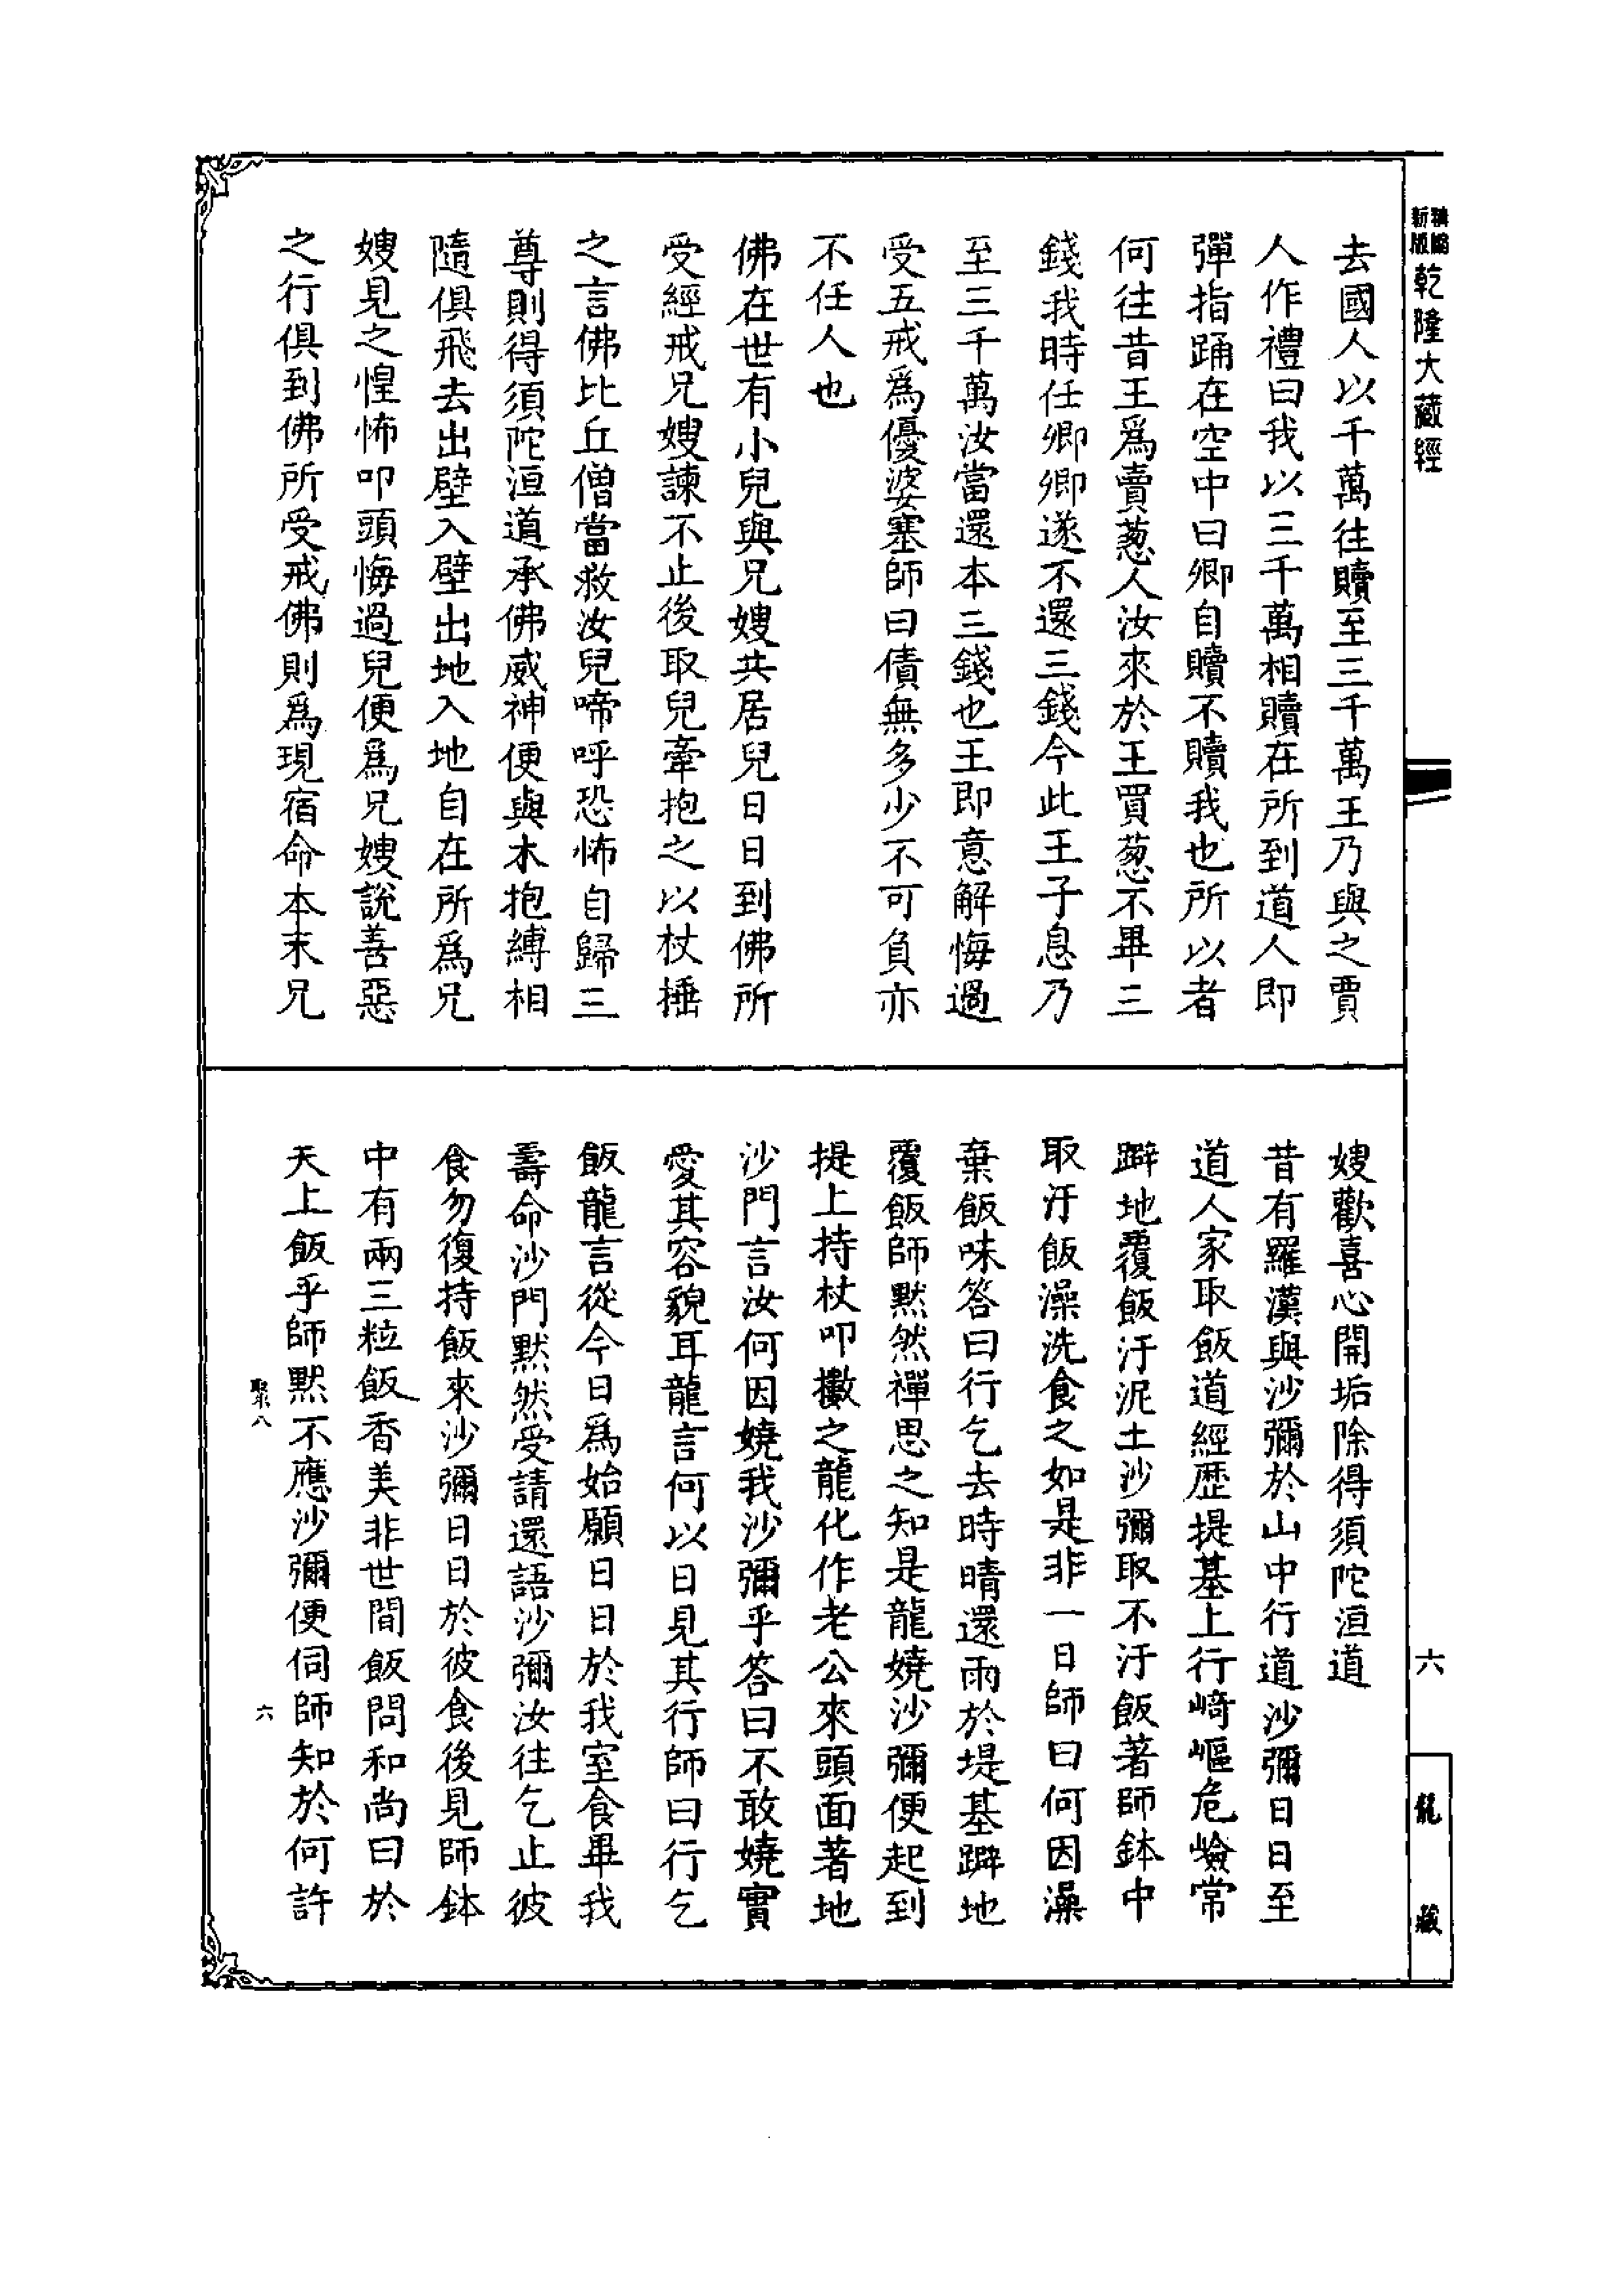 精縮
新版
乾隆大藏經
去國人以千萬往贖至三千萬王乃與之賈
人作禮曰我以三千萬相贖在所到道人即
彈指踊在空中曰卿自贖不贖我也所以者
何往昔王爲賣葱人汝來於王買葱不畢三
錢我時任卿卿遂不還三錢今此王子息乃
至三千萬汝當還本三錢也王即意解悔過
受五戒爲優婆塞師曰債無多少不可負亦
不任人也
佛在世有小兒與兄嫂共居兒日日到佛所
受經戒兄嫂諫不止後取兒牽抱之以杖捶
之言佛比丘僧當救汝兒啼呼恐怖自歸三
尊則得須陀洹道承佛威神便與木抱縛相
隨俱飛去出壁入壁出地入地自在所爲兄
嫂見之惶怖叩頭悔過兒便爲兄嫂說善惡
之行俱到佛所受戒佛則爲現宿命本末兄
嫂歡喜心開垢除得須陀洹道
昔有羅漢與沙彌於山中行道沙彌日日至
道人家取飯道經歷提基上行崎嶇危嶮常
躃地覆飯汙泥土沙彌取不汙飯著師鉢中
取汙飯澡洗食之如是非一日師曰何因澡
棄飯味答曰行乞去時晴還雨於堤基躃地
覆飯師默然禪思之知是龍嬈沙彌便起到
提上持杖叩擻之龍化作老公來頭面著地
沙門言汝何因嬈我沙彌乎答曰不敢嬈實
愛其容貌耳龍言何以日見其行師曰行乞
飯龍言從今日爲始願日日於我室食畢我
壽命沙門默然受請還語沙彌汝往乞止彼
食勿復持飯來沙彌日日於彼食後見師鉢
中有兩三粒飯香美非世間飯問和尚曰於
天上飯乎師默不應沙彌便伺師知於何許
聚八
六
六
龍藏